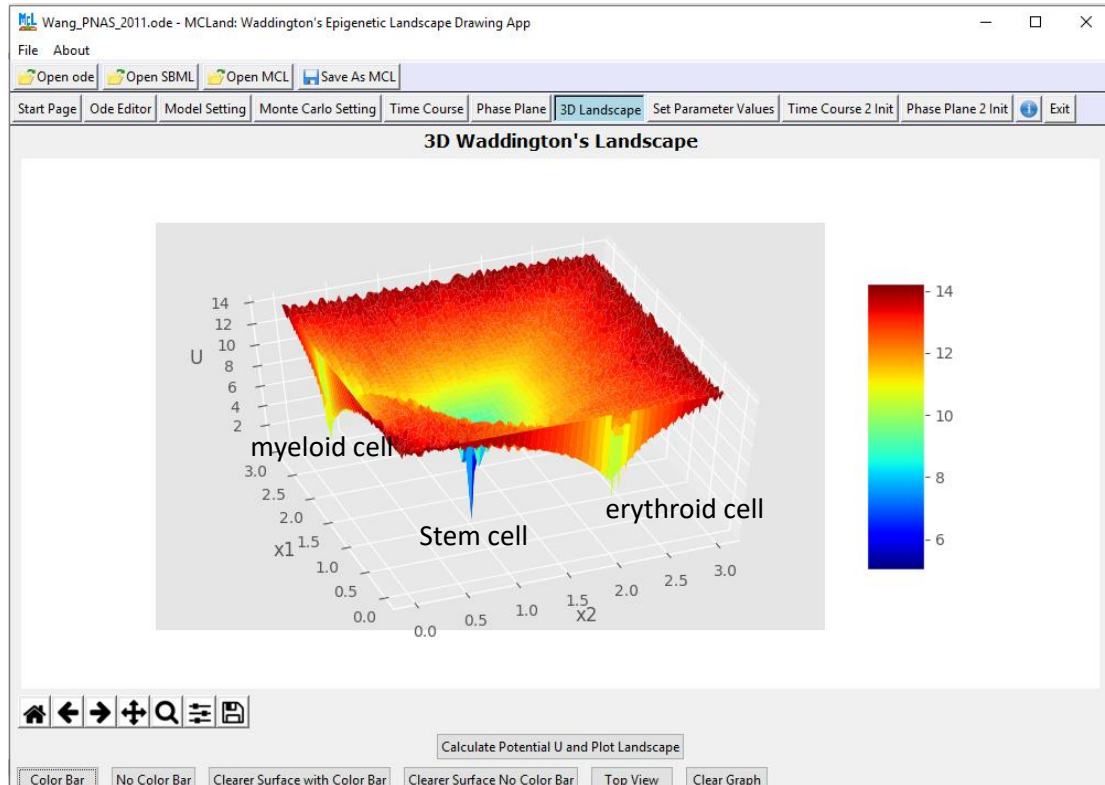 McL Wang_PNAS_2011.ode - MCLand: Waddington's Epigenetic Landscape Drawing App
File About
Open ode Open SBML Open MCL Save As MCL
Start Page Ode Editor Model Setting Monte Carlo Setting Time Course Phase Plane 3D Landscape Set Parameter Values Time Course 2 Init Phase Plane 2 Init i Exit
3D Waddington's Landscape
14
12
10
8
6
4
2
U
myeloid cell
Stem cell
erythroid cell
3.0
2.5
2.0
1.5
1.0
0.5
0.0
x1
0.0
0.5
1.0
1.5
2.0
2.5
3.0
x2
14
12
10
8
6
Calculate Potential U and Plot Landscape
Color Bar No Color Bar Clearer Surface with Color Bar Clearer Surface No Color Bar Top View Clear Graph